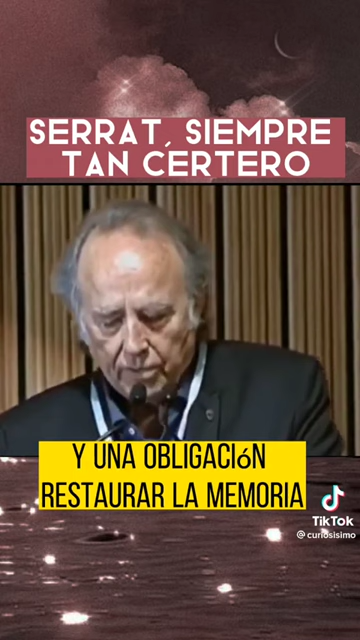 SERRAT, SIEMPRE
TAN CERTERO
Y UNA OBLIGACIóN
RESTAURAR LA MEMORIA
TikTok
@curiosisimo